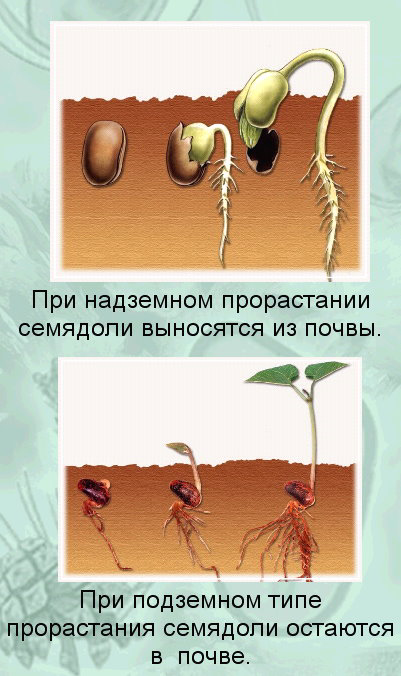 При надземном прорастании
семядоли выносятся из почвы.
При подземном типе
прорастания семядоли остаются
в почве.